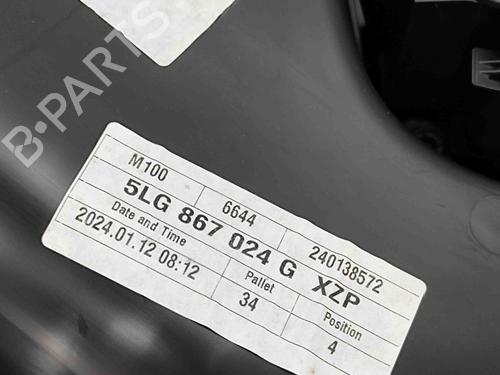 B-PARTS
M100 6644 240138572
5LG 867 024 G XZP
Date and Time Pallet Position
2024.01.12 08:12 34 4